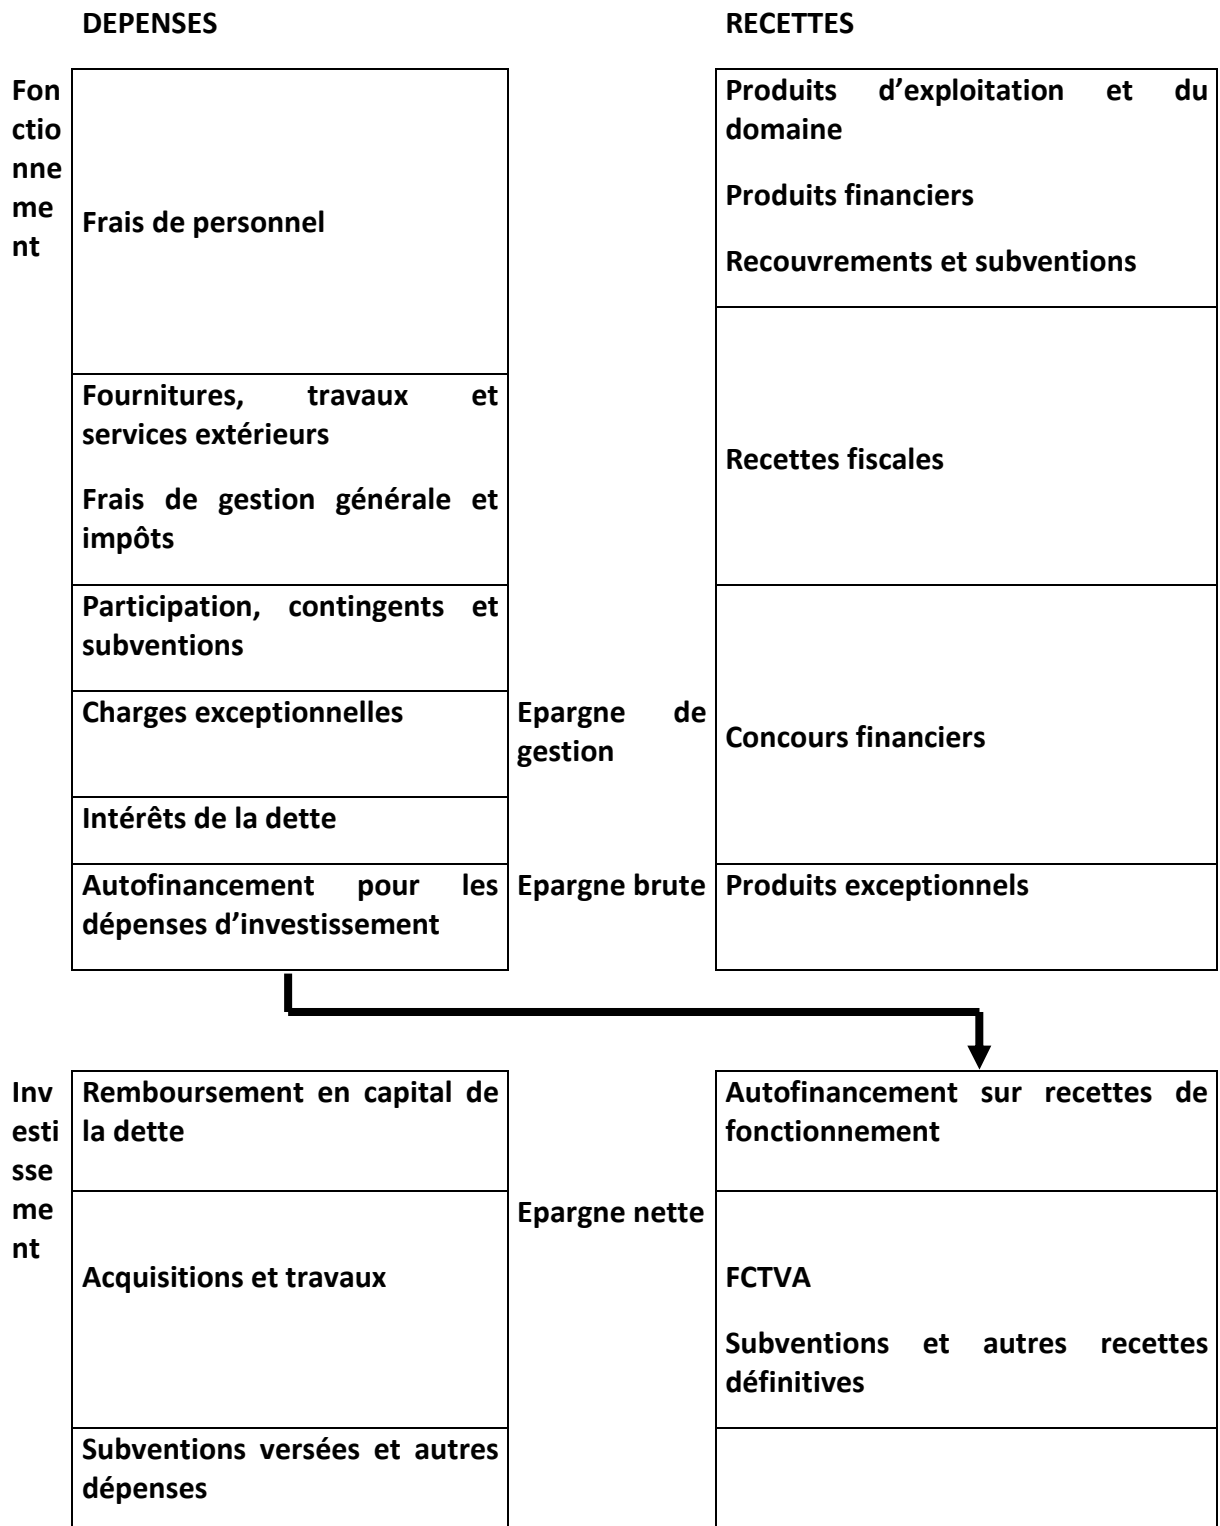 DEPENSES
RECETTES
Fon
ctio
nne
me
nt
Frais de personnel
Produits d’exploitation et du
domaine
Produits financiers
Recouvrements et subventions
Fournitures, travaux et
services extérieurs
Frais de gestion générale et
impôts
Recettes fiscales
Participation, contingents et
subventions
Charges exceptionnelles
Epargne de
gestion
Concours financiers
Intérêts de la dette
Autofinancement pour les
dépenses d’investissement
Epargne brute
Produits exceptionnels
Inv
esti
sse
me
nt
Remboursement en capital de
la dette
Autofinancement sur recettes de
fonctionnement
Epargne nette
Acquisitions et travaux
FCTVA
Subventions et autres recettes
définitives
Subventions versées et autres
dépenses